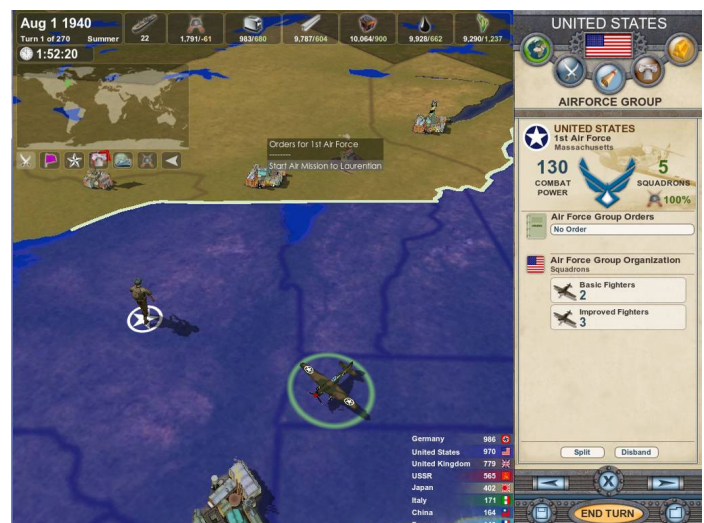 Aug 1 1940
Turn 1 of 270 Summer
22
1,791/-61
983/680
9,787/604
10,064/900
9,928/662
9,290/1,237
1:52:20
Orders for 1st Air Force
Start Air Mission to Laurentian
Germany 986
United States 970
United Kingdom 779
USSR 565
Japan 402
Italy 171
China 164
UNITED STATES
AIRFORCE GROUP
UNITED STATES
1st Air Force
Massachusetts
130
COMBAT
POWER
5
SQUADRONS
100%
Air Force Group Orders
No Order
Air Force Group Organization
Squadrons
Basic Fighters
2
Improved Fighters
3
Split
Disband
X
END TURN